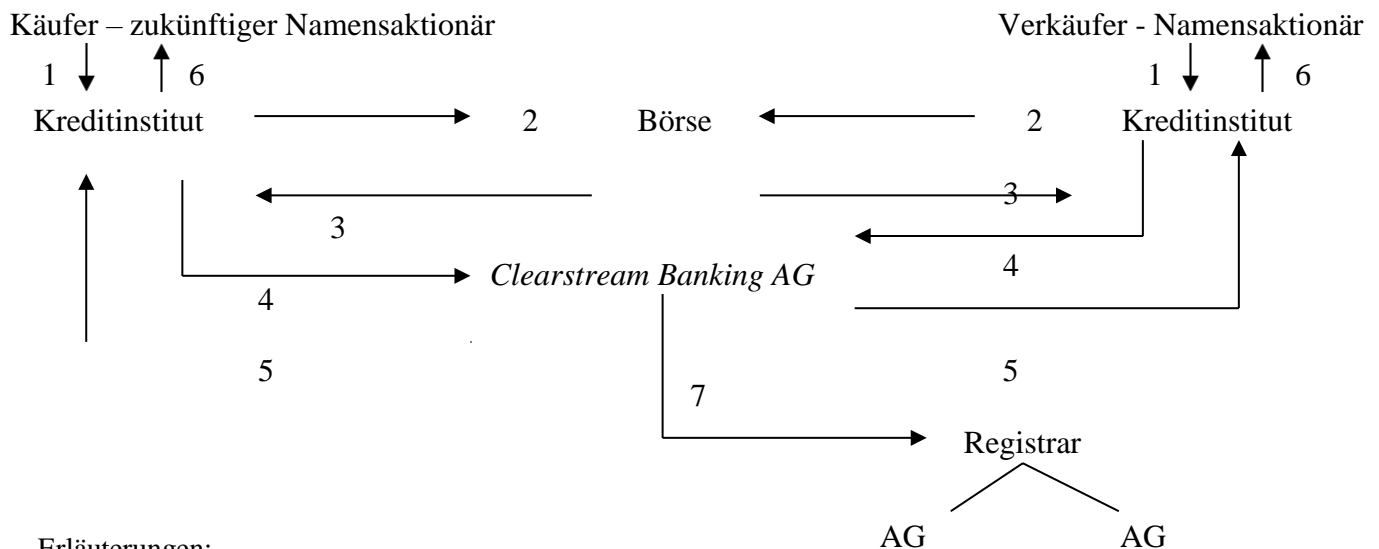 Käufer – zukünftiger Namensaktionär Verkäufer - Namensaktionär
1 6 1 6
Kreditinstitut 2 Börse 2 Kreditinstitut
3
3
Clearstream Banking AG 4
4
5 5
7
Registrar
AG AG
Erläuterungen: